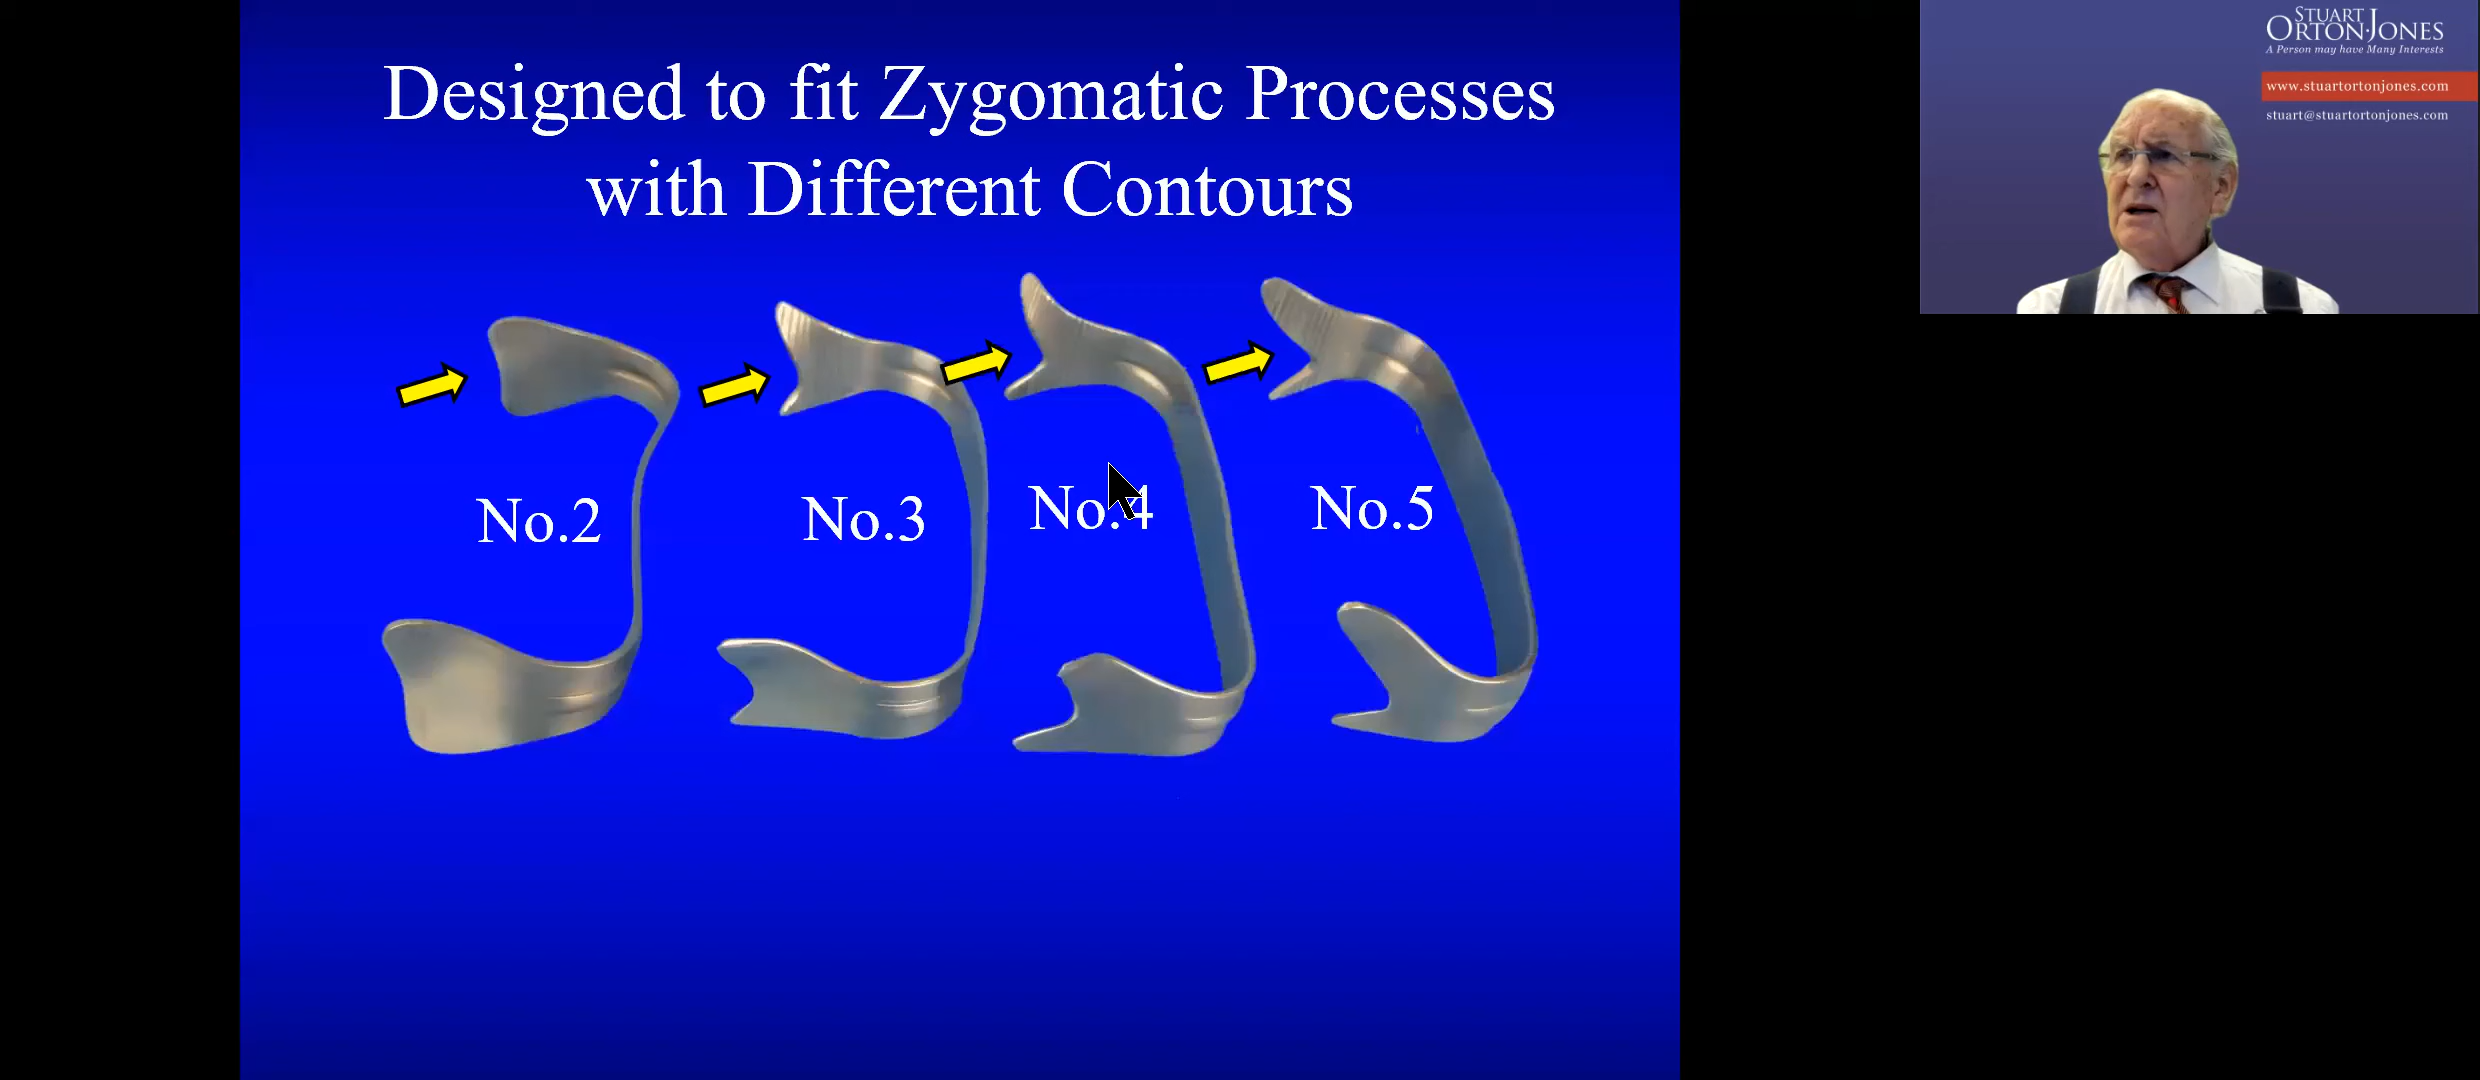 Designed to fit Zygomatic Processes
with Different Contours
No.2
No.3
No.4
No.5
STUART
ORTON-JONES
A Person may have Many Interests
www.stuartortonjones.com
stuart@stuartortonjones.com